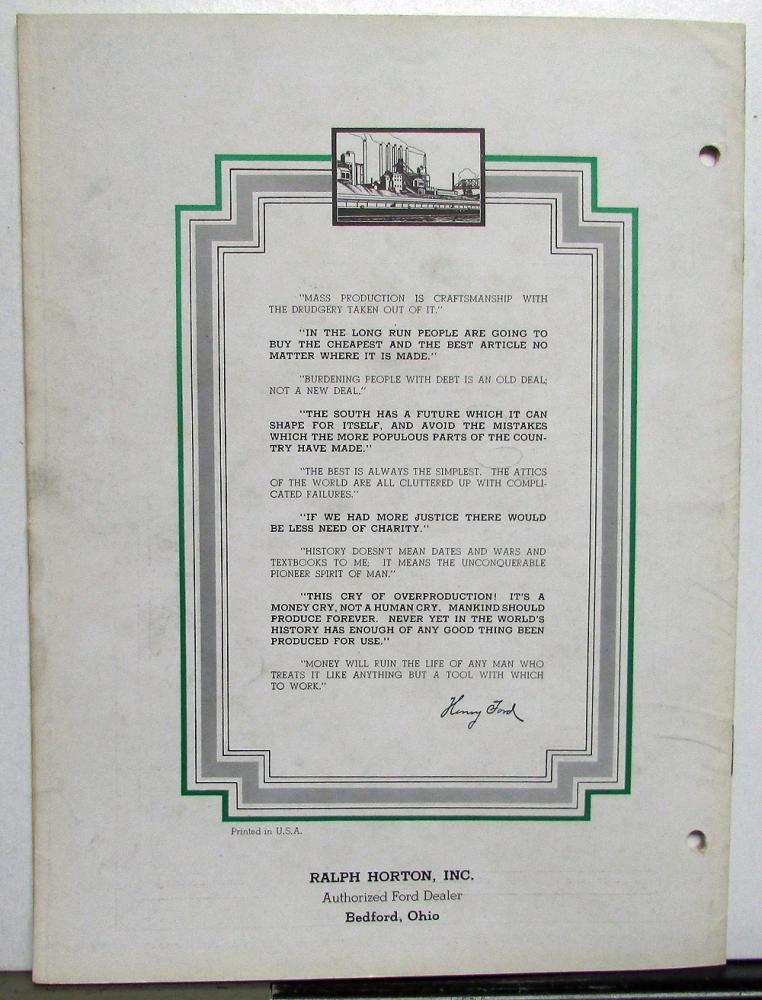 "MASS PRODUCTION IS CRAFTSMANSHIP WITH
THE DRUDGERY TAKEN OUT OF IT."
"IN THE LONG RUN PEOPLE ARE GOING TO
BUY THE CHEAPEST AND THE BEST ARTICLE NO
MATTER WHERE IT IS MADE."
"BURDENING PEOPLE WITH DEBT IS AN OLD DEAL;
NOT A NEW DEAL."
"THE SOUTH HAS A FUTURE WHICH IT CAN
SHAPE FOR ITSELF, AND AVOID THE MISTAKES
WHICH THE MORE POPULOUS PARTS OF THE COUN-
TRY HAVE MADE."
"THE BEST IS ALWAYS THE SIMPLEST. THE ATTICS
OF THE WORLD ARE ALL CLUTTERED UP WITH COMPLI-
CATED FAILURES."
"IF WE HAD MORE JUSTICE THERE WOULD
BE LESS NEED OF CHARITY."
"HISTORY DOESN'T MEAN DATES AND WARS AND
TEXTBOOKS TO ME; IT MEANS THE UNCONQUERABLE
PIONEER SPIRIT OF MAN."
"THIS CRY OF OVERPRODUCTION! IT'S A
MONEY CRY, NOT A HUMAN CRY. MANKIND SHOULD
PRODUCE FOREVER. NEVER YET IN THE WORLD'S
HISTORY HAS ENOUGH OF ANY GOOD THING BEEN
PRODUCED FOR USE."
"MONEY WILL RUIN THE LIFE OF ANY MAN WHO
TREATS IT LIKE ANYTHING BUT A TOOL WITH WHICH
TO WORK."
Henry Ford
Printed in U.S.A.
RALPH HORTON, INC.
Authorized Ford Dealer
Bedford, Ohio